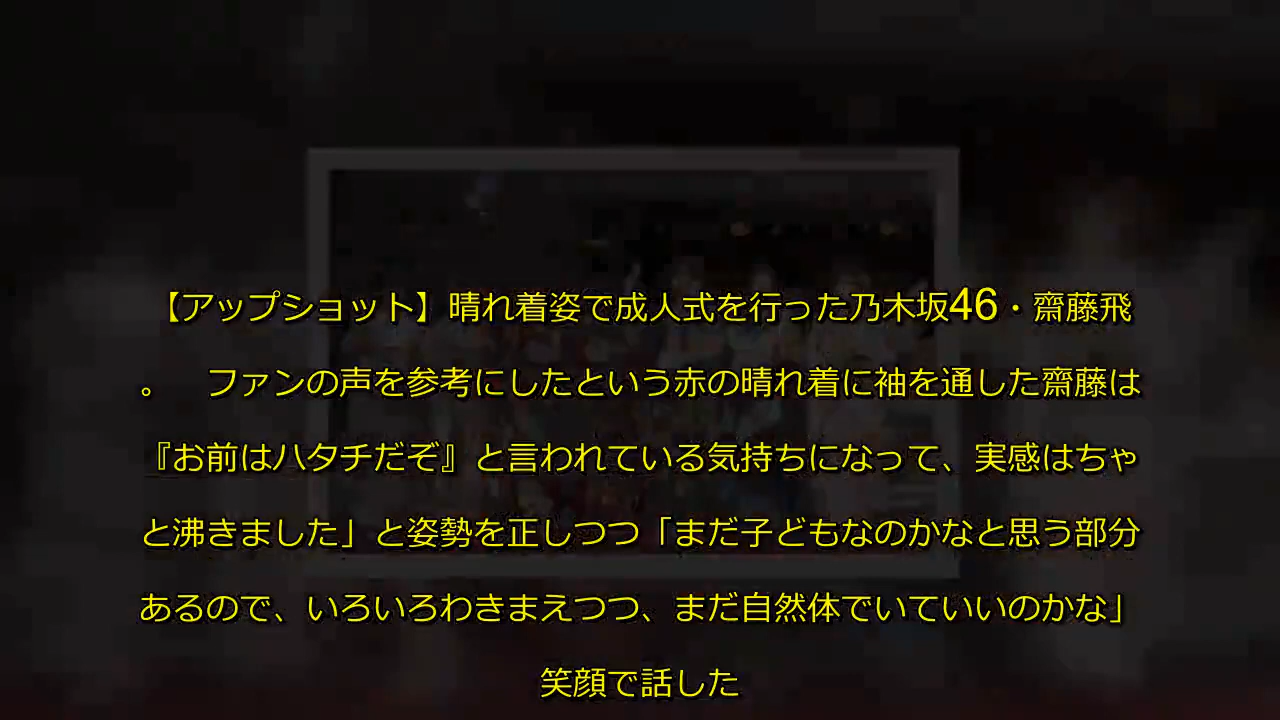 【アップショット】晴れ着姿で成人式を行った乃木坂46・齋藤飛
。　ファンの声を参考にしたという赤の晴れ着に袖を通した齋藤は
『お前はハタチだぞ』と言われている気持ちになって、実感はちゃ
と沸きました」と姿勢を正しつつ「まだ子どもなのかなと思う部分
あるので、いろいろわきまえつつ、まだ自然体でいていいのかな」
笑顔で話した